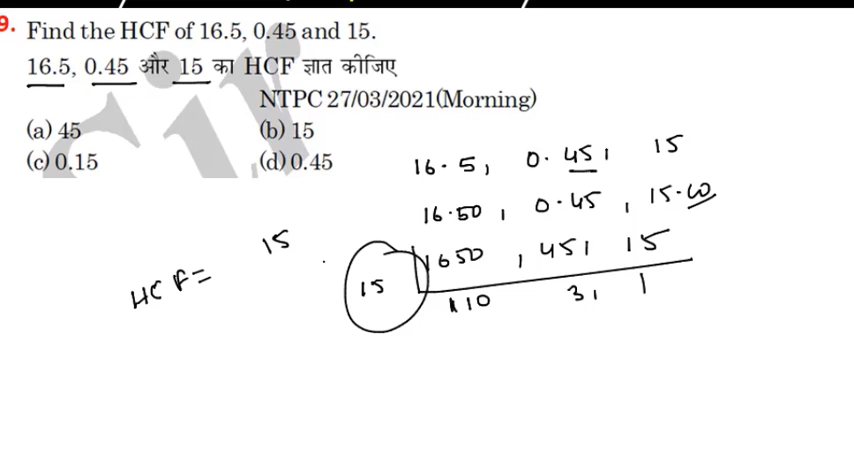 9. Find the HCF of 16.5, 0.45 and 15.
16.5, 0.45 और 15 का HCF ज्ञात कीजिए
NTPC 27/03/2021(Morning)
(a) 45 (b) 15
(c) 0.15 (d) 0.45
16.5, 0.45, 15
16.50, 0.45, 15.00
15 1650, 45, 15
110 3, 1
HCF= 15